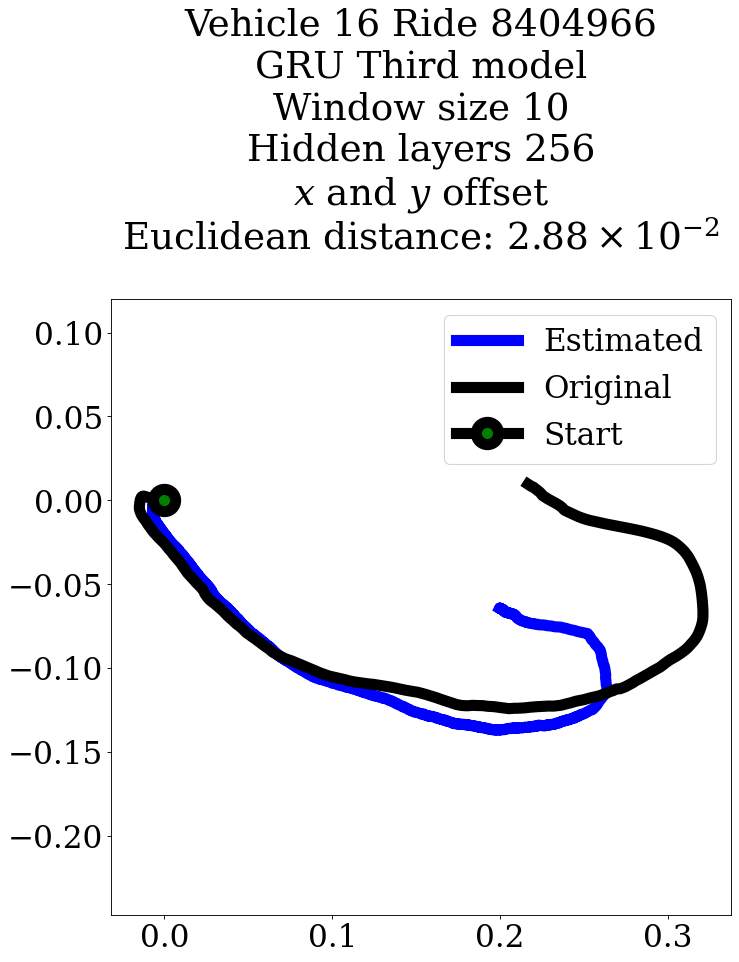 Vehicle 16 Ride 8404966
GRU Third model
Window size 10
Hidden layers 256
x and y offset
Euclidean distance: 2.88 × 10⁻²
Estimated
Original
Start
0.10
0.05
0.00
−0.05
−0.10
−0.15
−0.20
0.0 0.1 0.2 0.3